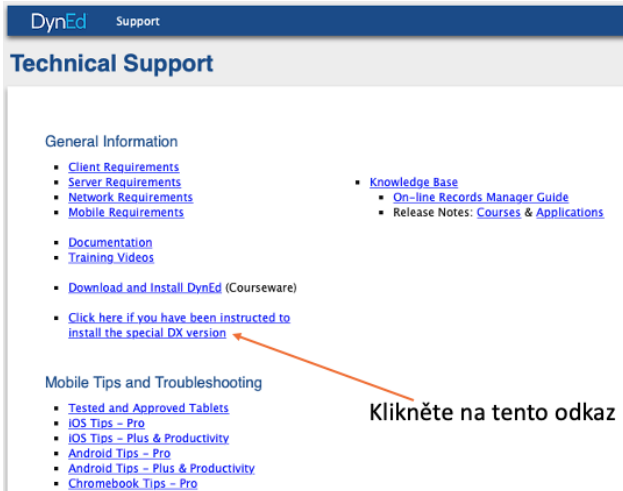 DynEd Support
Technical Support
General Information
Client Requirements
Server Requirements
Network Requirements
Mobile Requirements
Documentation
Training Videos
Download and Install DynEd (Courseware)
Click here if you have been instructed to
install the special DX version
Knowledge Base
On-line Records Manager Guide
Release Notes: Courses & Applications
Mobile Tips and Troubleshooting
Tested and Approved Tablets
iOS Tips – Pro
iOS Tips – Plus & Productivity
Android Tips – Pro
Android Tips – Plus & Productivity
Chromebook Tips – Pro
Klikněte na tento odkaz